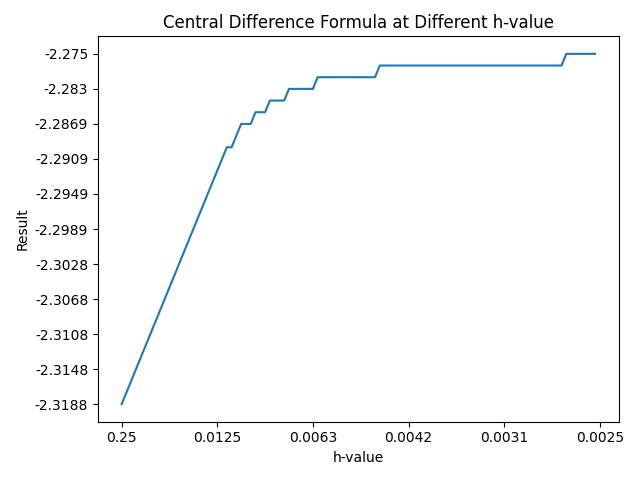 Central Difference Formula at Different h-value
-2.275
-2.283
-2.2869
-2.2909
-2.2949
-2.2989
-2.3028
-2.3068
-2.3108
-2.3148
-2.3188
Result
0.25 0.0125 0.0063 0.0042 0.0031 0.0025
h-value